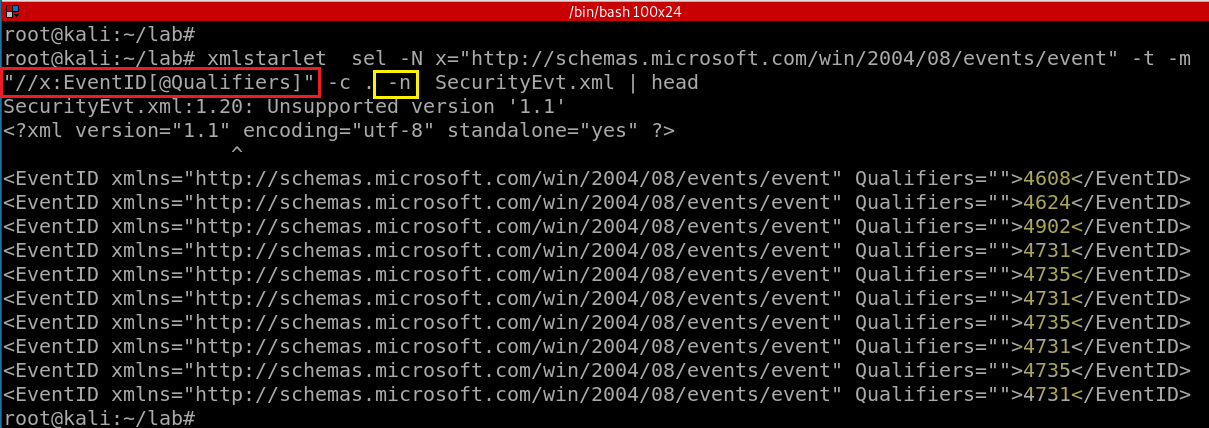 /bin/bash 100x24
root@kali:~/lab#
root@kali:~/lab# xmlstarlet  sel -N x="http://schemas.microsoft.com/win/2004/08/events/event" -t -m
"//x:EventID[@Qualifiers]" -c . -n  SecurityEvt.xml | head
SecurityEvt.xml:1.20: Unsupported version '1.1'
<?xml version="1.1" encoding="utf-8" standalone="yes" ?>
^
<EventID xmlns="http://schemas.microsoft.com/win/2004/08/events/event" Qualifiers="">4608</EventID>
<EventID xmlns="http://schemas.microsoft.com/win/2004/08/events/event" Qualifiers="">4624</EventID>
<EventID xmlns="http://schemas.microsoft.com/win/2004/08/events/event" Qualifiers="">4902</EventID>
<EventID xmlns="http://schemas.microsoft.com/win/2004/08/events/event" Qualifiers="">4731</EventID>
<EventID xmlns="http://schemas.microsoft.com/win/2004/08/events/event" Qualifiers="">4735</EventID>
<EventID xmlns="http://schemas.microsoft.com/win/2004/08/events/event" Qualifiers="">4731</EventID>
<EventID xmlns="http://schemas.microsoft.com/win/2004/08/events/event" Qualifiers="">4735</EventID>
<EventID xmlns="http://schemas.microsoft.com/win/2004/08/events/event" Qualifiers="">4731</EventID>
<EventID xmlns="http://schemas.microsoft.com/win/2004/08/events/event" Qualifiers="">4735</EventID>
<EventID xmlns="http://schemas.microsoft.com/win/2004/08/events/event" Qualifiers="">4731</EventID>
root@kali:~/lab#